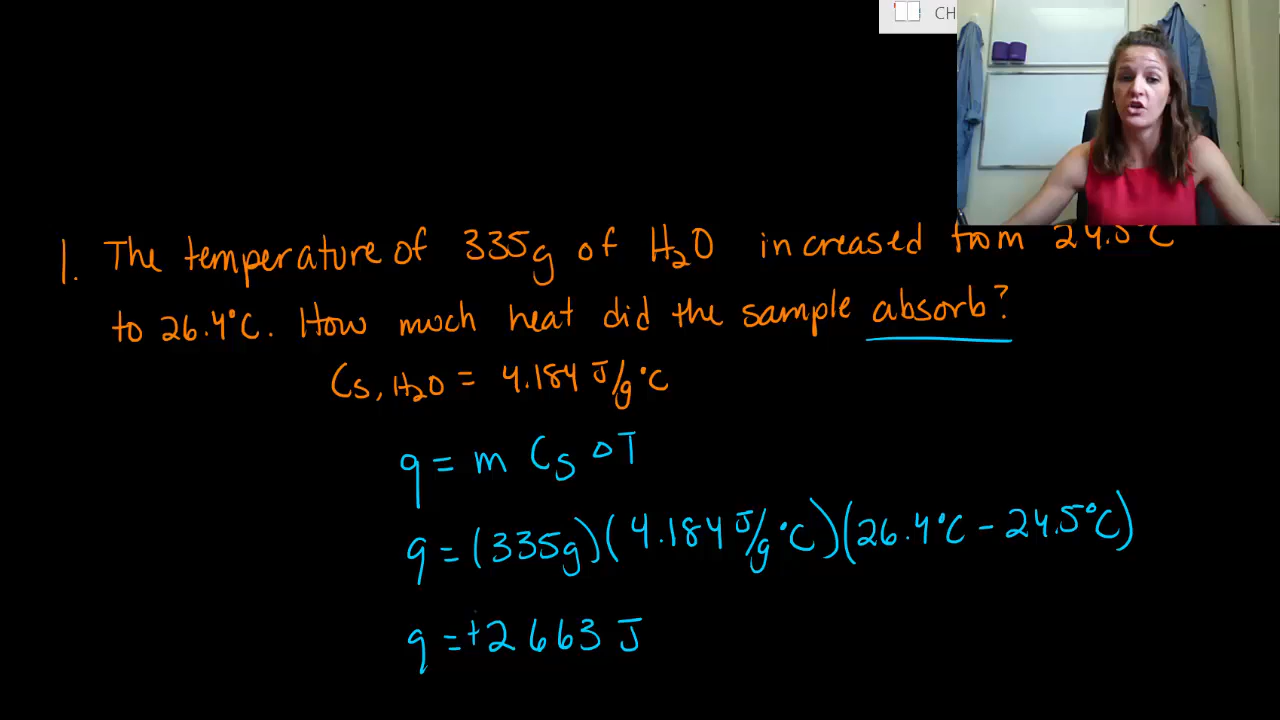 CH
1. The temperature of 335g of H₂O increased from 24.5°C
to 26.4°C. How much heat did the sample absorb?
Cs, H₂O = 4.184 J/g°C
q = m Cs ΔT
q = (335g)(4.184 J/g°C)(26.4°C - 24.5°C)
q = +2663 J